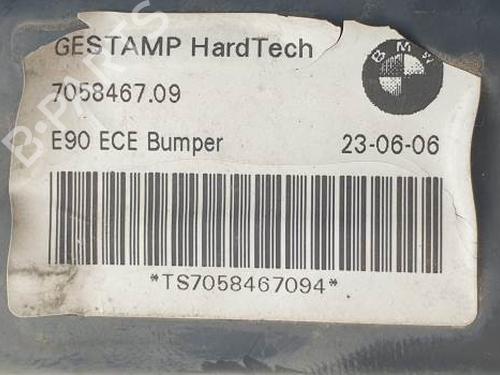 GESTAMP HardTech
BMW
7058467.09
E90 ECE Bumper 23-06-06
*TS7058467094*
B-PARTS